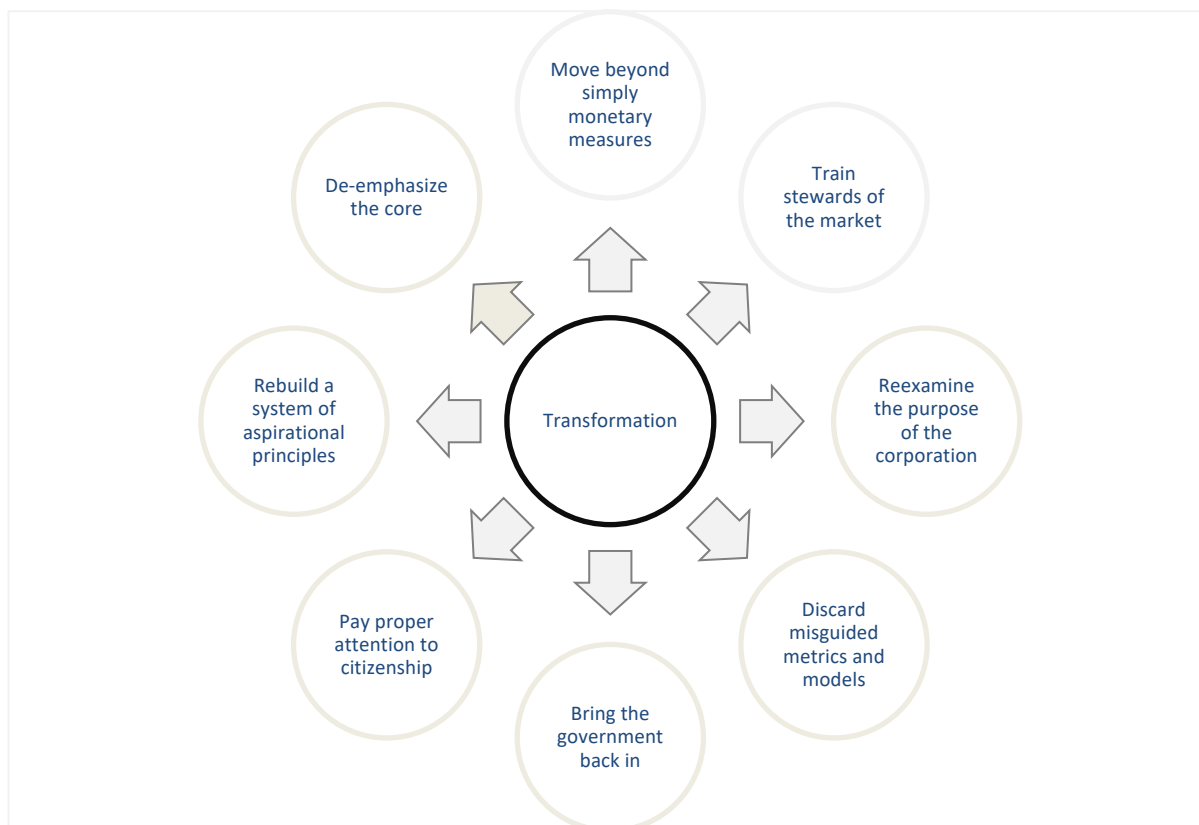 Move beyond
simply
monetary
measures
Train
stewards of
the market
Reexamine
the purpose
of the
corporation
Discard
misguided
metrics and
models
Bring the
government
back in
Pay proper
attention to
citizenship
Rebuild a
system of
aspirational
principles
De-emphasize
the core
Transformation